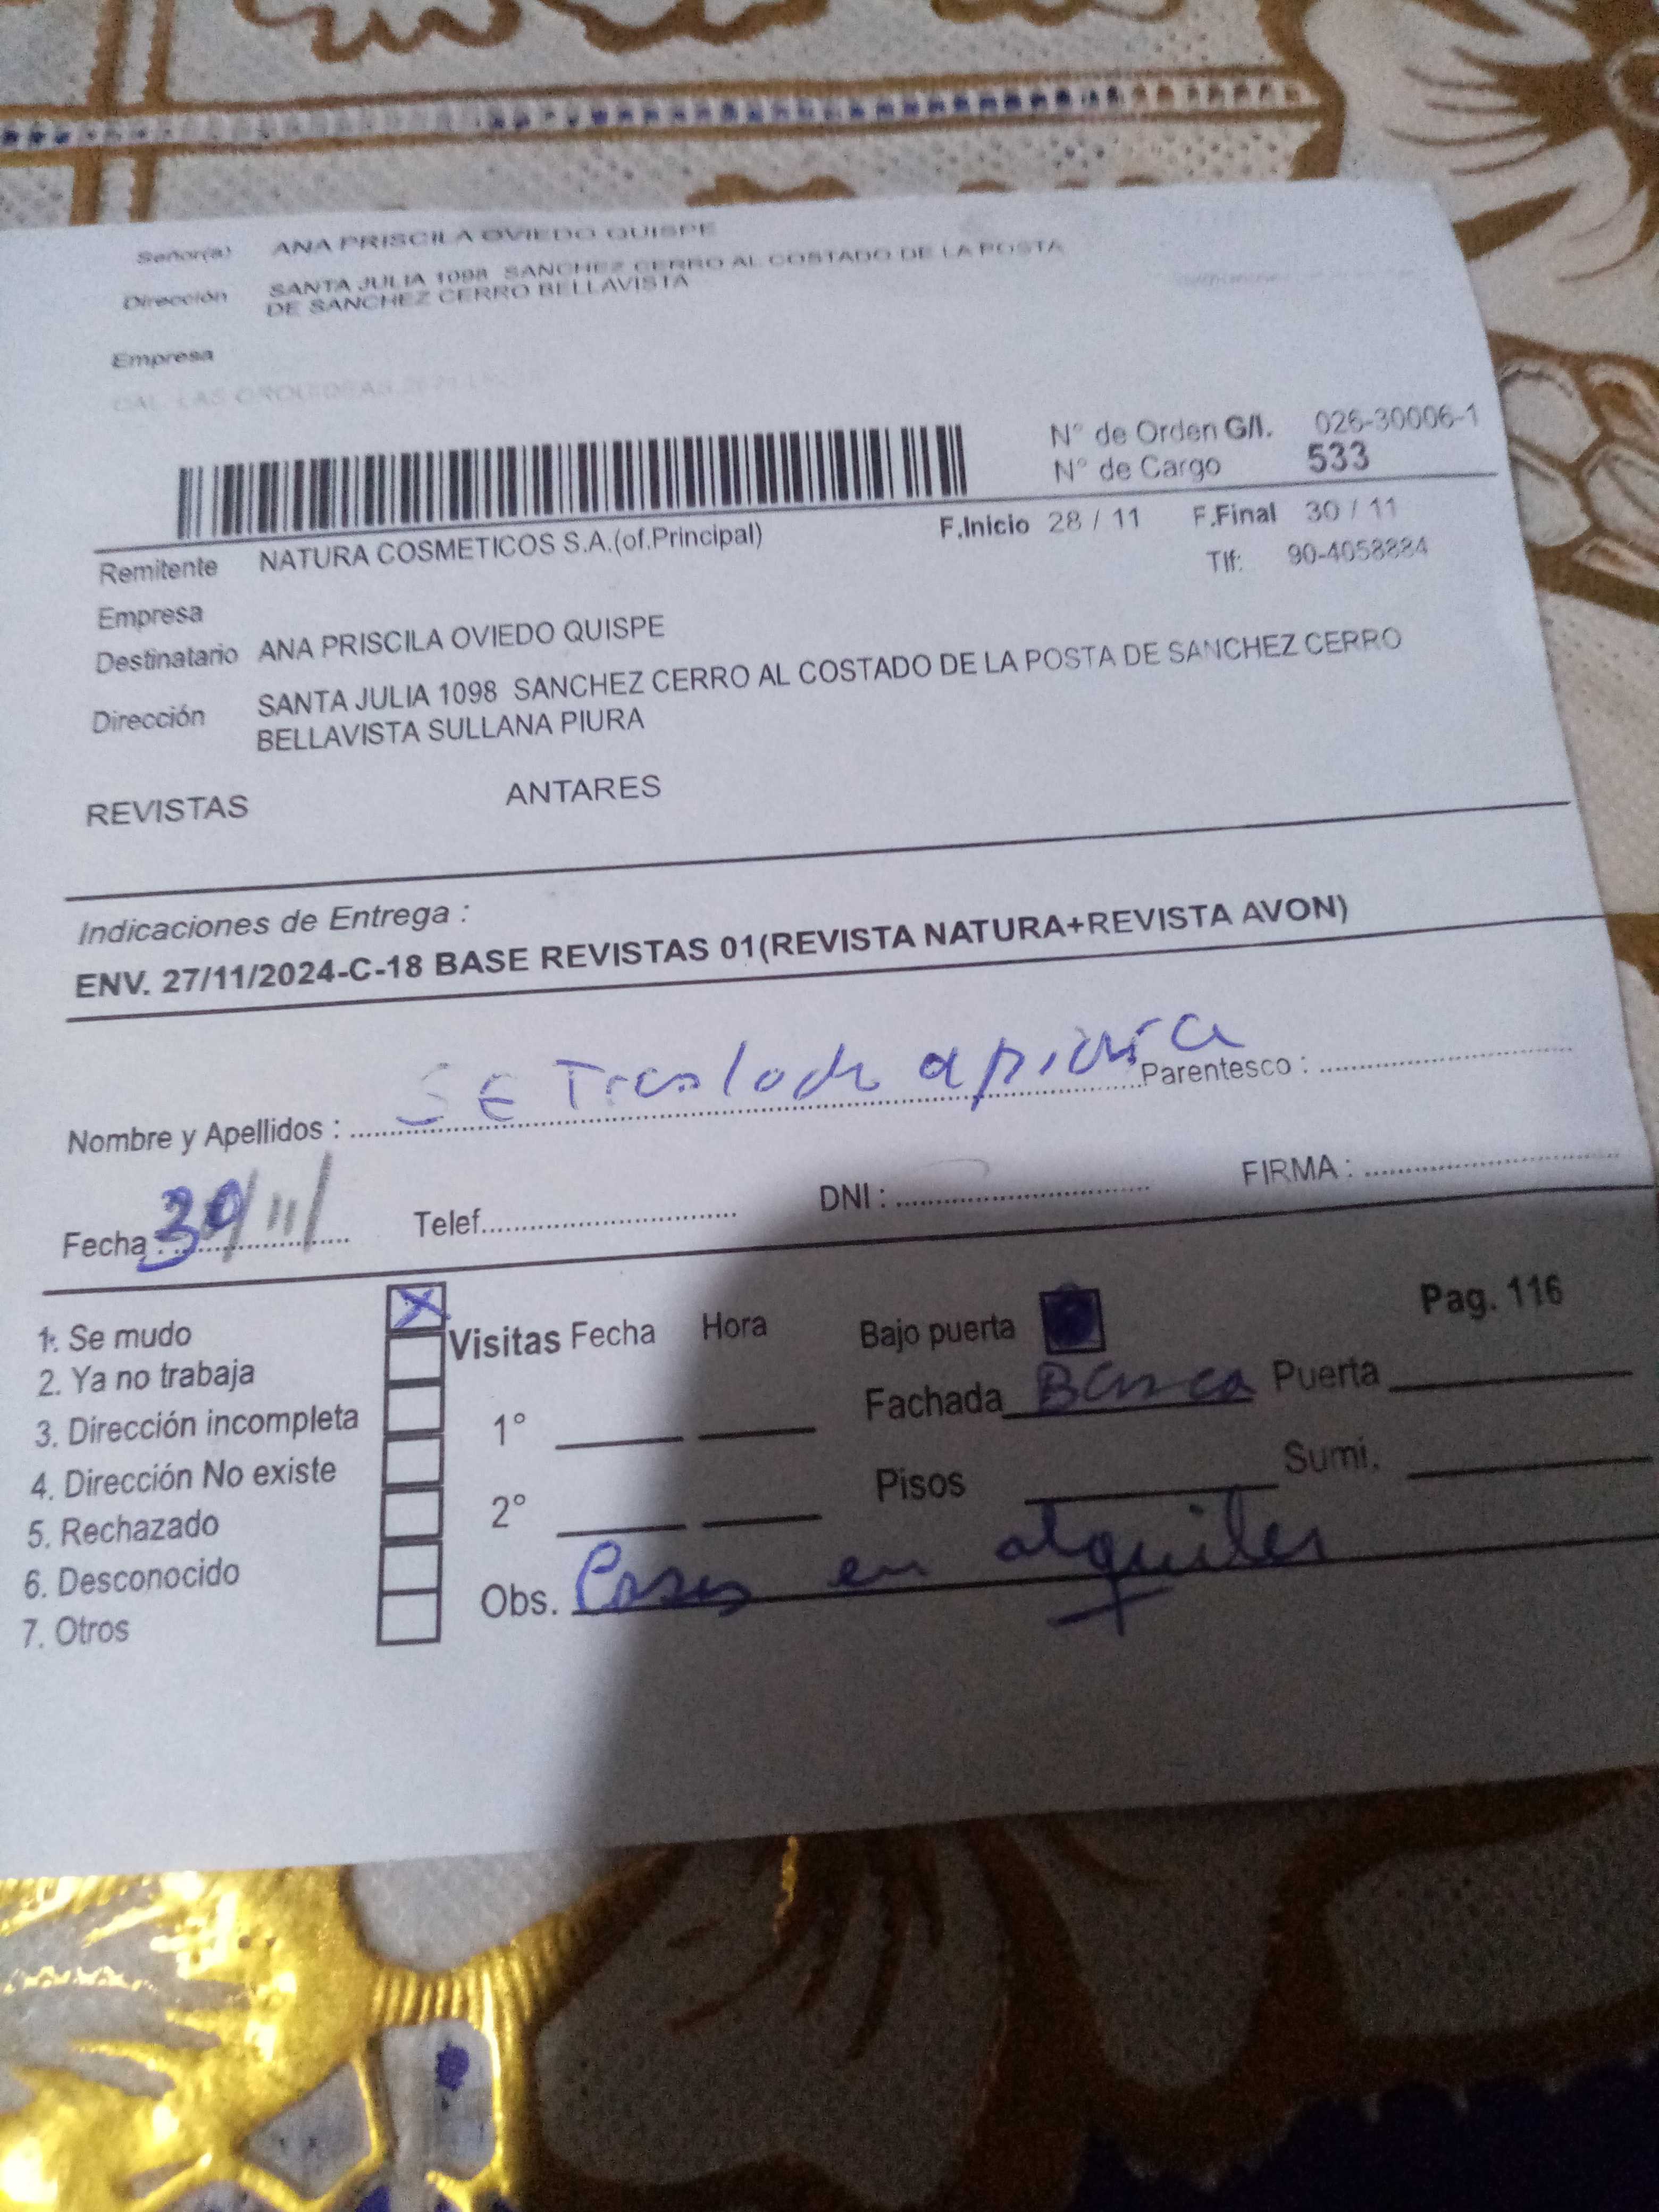 Señor(a) ANA PRISCILA OVIEDO QUISPE
Dirección SANTA JULIA 1098 SANCHEZ CERRO AL COSTADO DE LA POSTA
DE SANCHEZ CERRO BELLAVISTA
Empresa
N° de Orden G/I. 026-30006-1
N° de Cargo 533
F.Inicio 28 / 11 F.Final 30 / 11
Remitente NATURA COSMETICOS S.A.(of.Principal)
Tlf: 90-4058884
Empresa
Destinatario ANA PRISCILA OVIEDO QUISPE
Dirección SANTA JULIA 1098 SANCHEZ CERRO AL COSTADO DE LA POSTA DE SANCHEZ CERRO
BELLAVISTA SULLANA PIURA
REVISTAS ANTARES
Indicaciones de Entrega :
ENV. 27/11/2024-C-18 BASE REVISTAS 01(REVISTA NATURA+REVISTA AVON)
Nombre y Apellidos : SE Traslado a piura Parentesco :
Fecha : 30/11/ Telef. DNI : FIRMA :
1. Se mudo X Visitas Fecha Hora Bajo puerta Pag. 116
2. Ya no trabaja
Fachada Puerta
3. Dirección incompleta 1°
4. Dirección No existe Pisos Sumi.
5. Rechazado 2°
6. Desconocido
Obs. en alquiler
7. Otros